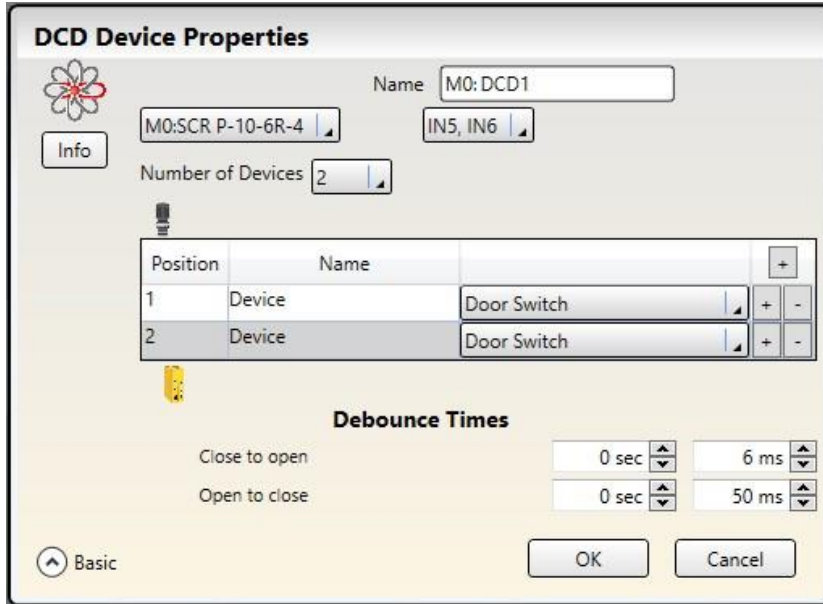 DCD Device Properties
Name M0:DCD1
M0:SCR P-10-6R-4 IN5, IN6
Info
Number of Devices 2
Position Name +
1 Device Door Switch + -
2 Device Door Switch + -
Debounce Times
Close to open 0 sec 6 ms
Open to close 0 sec 50 ms
Basic OK Cancel